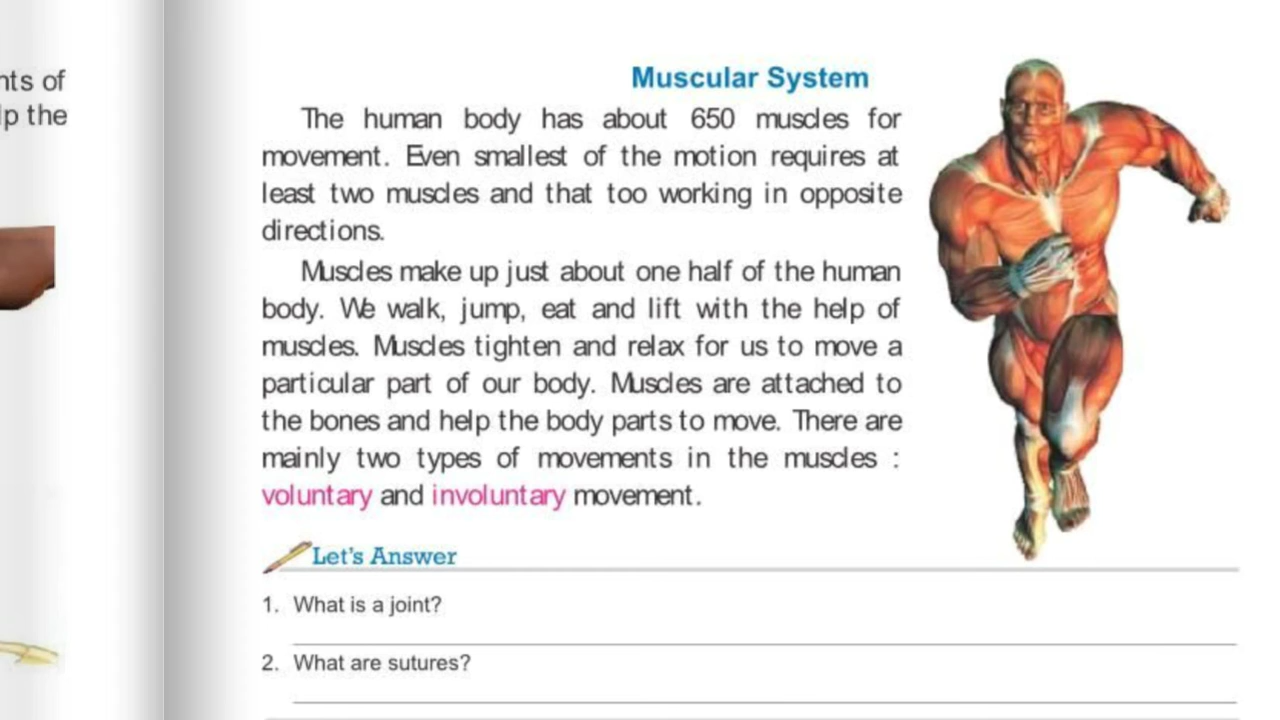 nts of
lp the
Muscular System
The human body has about 650 muscles for
movement. Even smallest of the motion requires at
least two muscles and that too working in opposite
directions.
Muscles make up just about one half of the human
body. We walk, jump, eat and lift with the help of
muscles. Muscles tighten and relax for us to move a
particular part of our body. Muscles are attached to
the bones and help the body parts to move. There are
mainly two types of movements in the muscles :
voluntary and involuntary movement.
Let's Answer
1. What is a joint?
2. What are sutures?